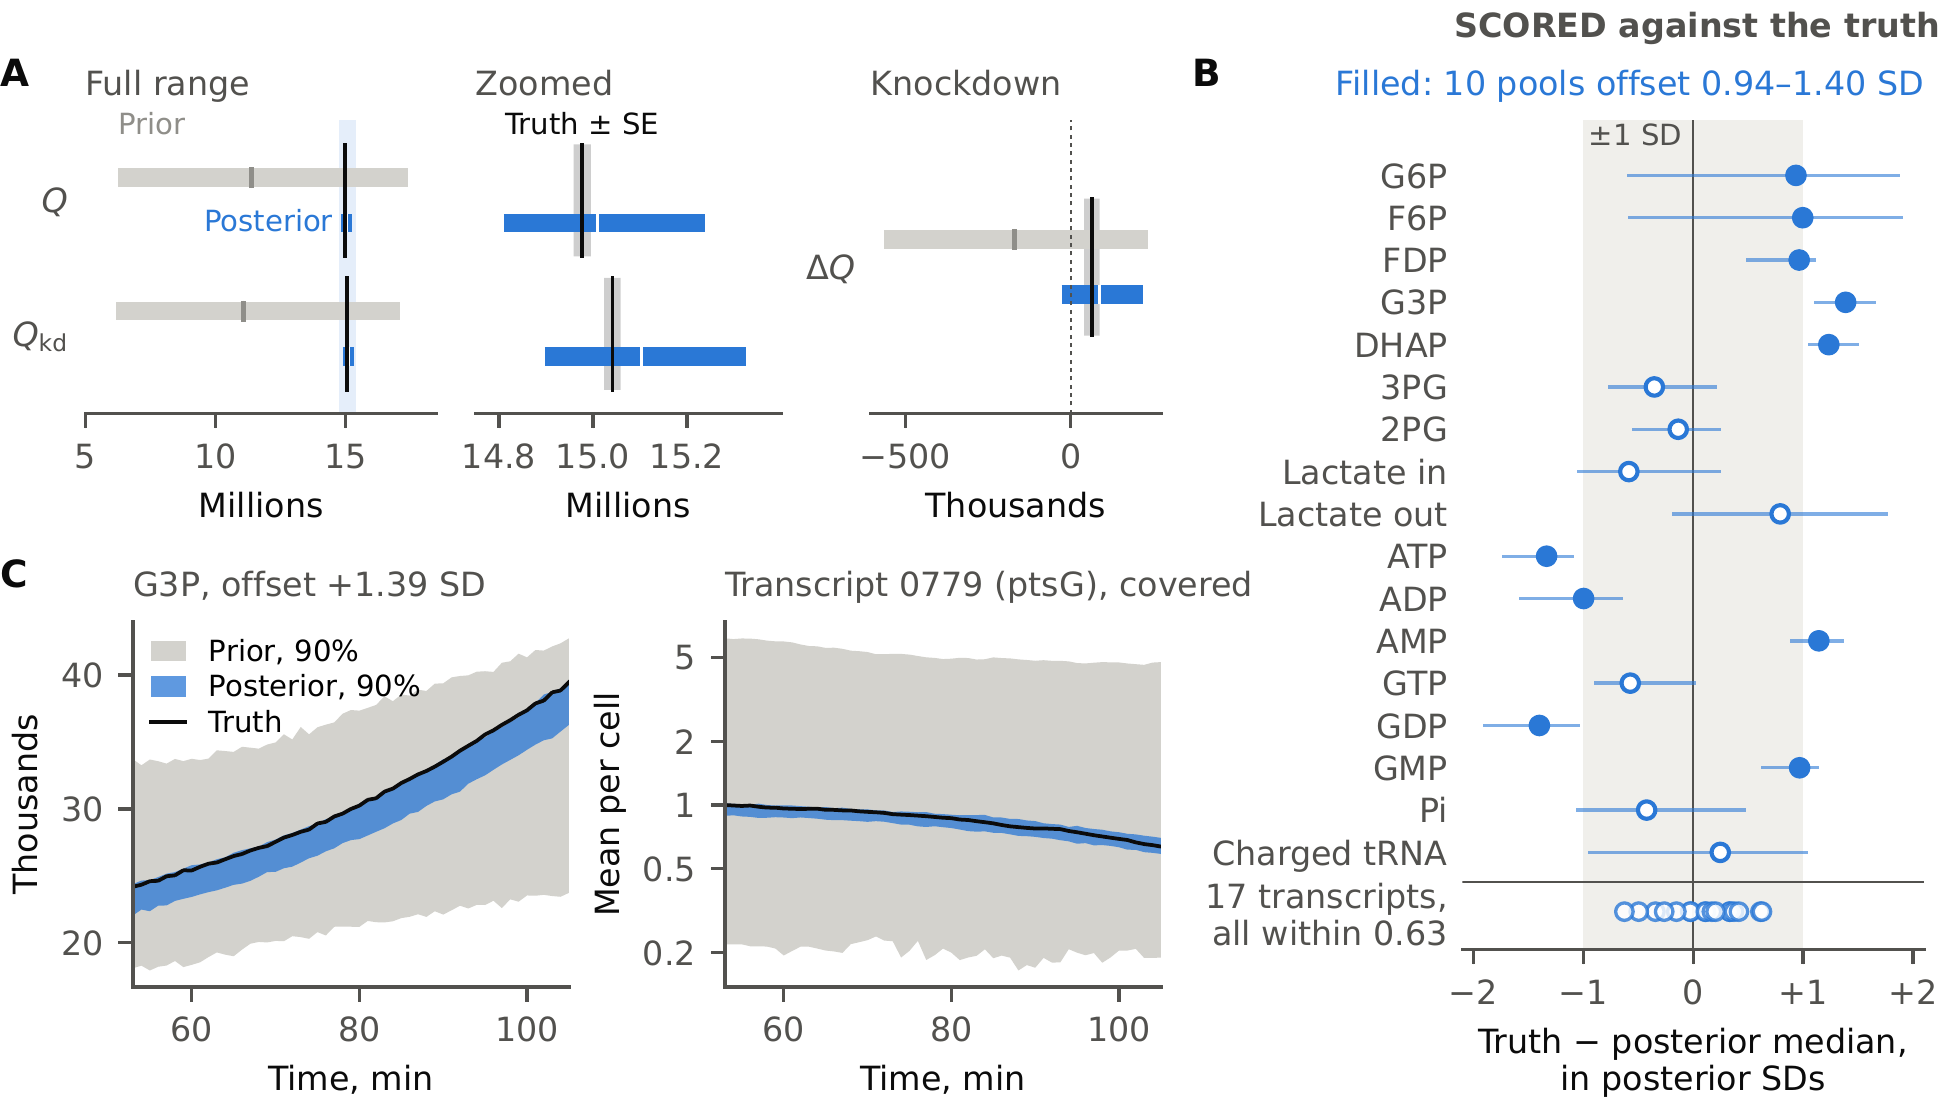 SCORED against the truth
A
Full range
Zoomed
Knockdown
B
Filled: 10 pools offset 0.94–1.40 SD
Prior
Truth ± SE
Q
Posterior
Qkd
ΔQ
5 10 15
Millions
14.8 15.0 15.2
Millions
−500 0
Thousands
±1 SD
G6P
F6P
FDP
G3P
DHAP
3PG
2PG
Lactate in
Lactate out
ATP
ADP
AMP
GTP
GDP
GMP
Pi
Charged tRNA
17 transcripts,
all within 0.63
−2 −1 0 +1 +2
Truth − posterior median,
in posterior SDs
C
G3P, offset +1.39 SD
Prior, 90%
Posterior, 90%
Truth
Thousands
40
30
20
60 80 100
Time, min
Transcript 0779 (ptsG), covered
Mean per cell
5
2
1
0.5
0.2
60 80 100
Time, min